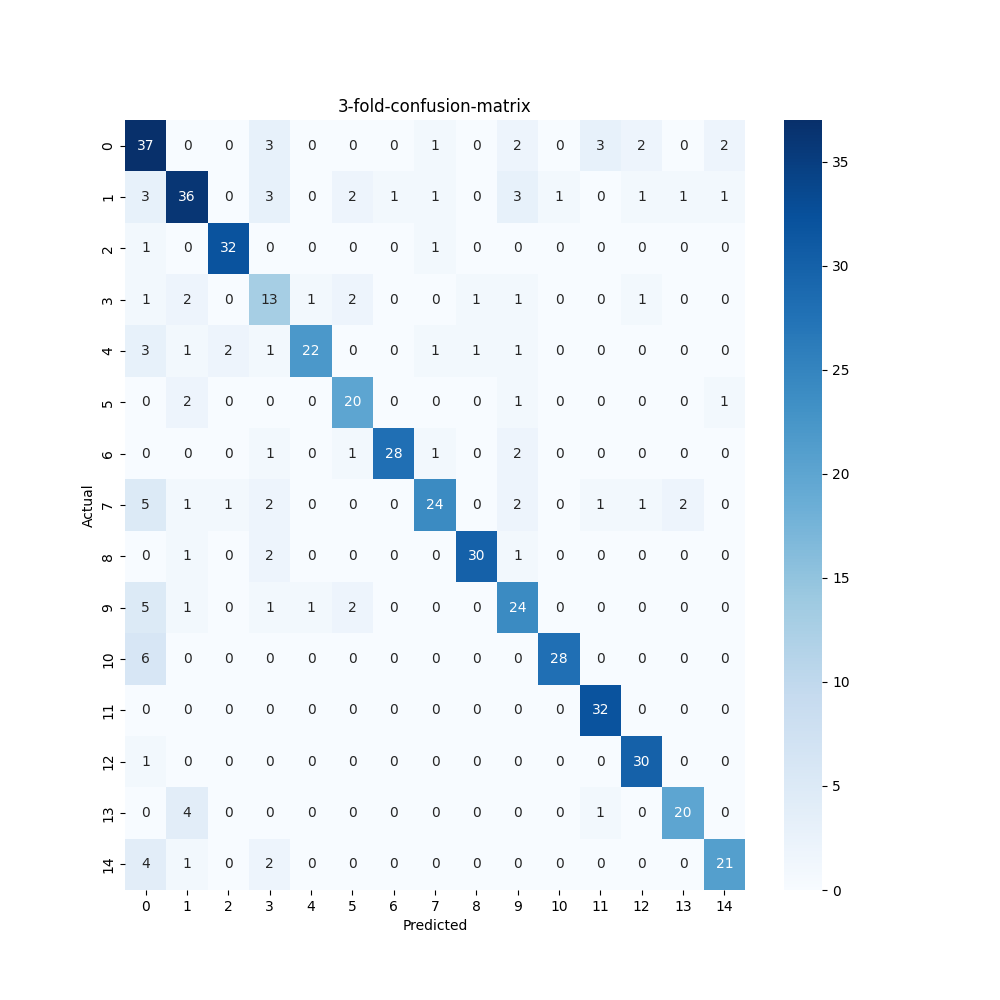 3-fold-confusion-matrix
0 37 0 0 3 0 0 0 1 0 2 0 3 2 0 2
1 3 36 0 3 0 2 1 1 0 3 1 0 1 1 1
2 1 0 32 0 0 0 0 1 0 0 0 0 0 0 0
3 1 2 0 13 1 2 0 0 1 1 0 0 1 0 0
4 3 1 2 1 22 0 0 1 1 1 0 0 0 0 0
5 0 2 0 0 0 20 0 0 0 1 0 0 0 0 1
6 0 0 0 1 0 1 28 1 0 2 0 0 0 0 0
Actual
7 5 1 1 2 0 0 0 24 0 2 0 1 1 2 0
8 0 1 0 2 0 0 0 0 30 1 0 0 0 0 0
9 5 1 0 1 1 2 0 0 0 24 0 0 0 0 0
10 6 0 0 0 0 0 0 0 0 0 28 0 0 0 0
11 0 0 0 0 0 0 0 0 0 0 0 32 0 0 0
12 1 0 0 0 0 0 0 0 0 0 0 0 30 0 0
13 0 4 0 0 0 0 0 0 0 0 0 1 0 20 0
14 4 1 0 2 0 0 0 0 0 0 0 0 0 0 21
0 1 2 3 4 5 6 7 8 9 10 11 12 13 14
Predicted
35
30
25
20
15
10
5
0